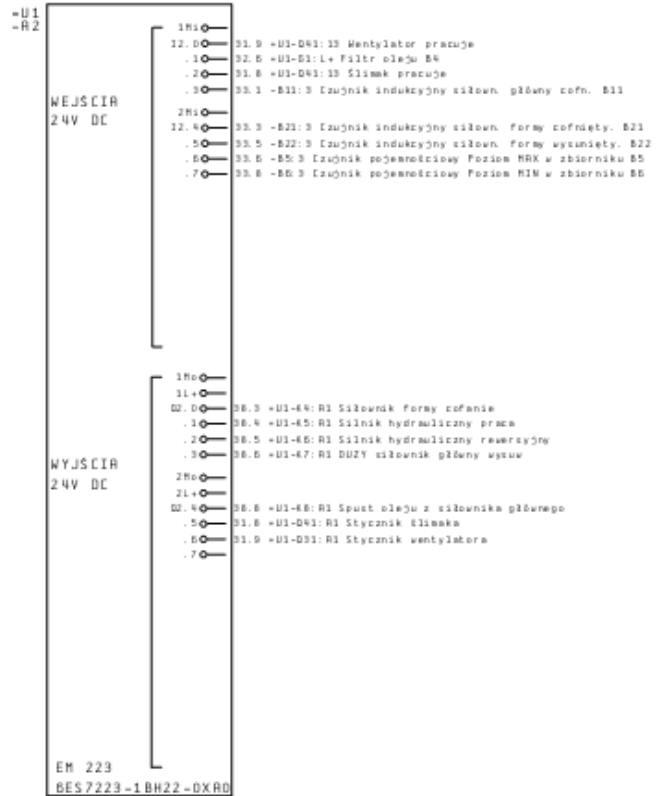 =U1
-A2
1Mi
I2.0 31.9 =U1-Q41:13 Wentylator pracuje
.1 32.6 =U1-G1:L+ Filtr oleju B4
.2 31.8 =U1-Q41:13 Ślimak pracuje
.3 33.1 -B11:3 Czujnik indukcyjny siłown. główny cofn. B11
WEJŚCIA
24V DC
2Mi
I2.4 33.3 -B21:3 Czujnik indukcyjny siłown. formy cofnięty. B21
.5 33.5 -B22:3 Czujnik indukcyjny siłown. formy wysunięty. B22
.6 33.6 -B5:3 Czujnik pojemnościowy Poziom MAX w zbiorniku B5
.7 33.8 -B6:3 Czujnik pojemnościowy Poziom MIN w zbiorniku B6
1Mo
1L+
Q2.0 38.3 =U1-K4:A1 Siłownik formy cofanie
.1 38.4 =U1-K5:A1 Silnik hydrauliczny praca
.2 38.5 =U1-K6:A1 Silnik hydrauliczny rewersyjny
.3 38.6 =U1-K7:A1 DUŻY siłownik główny wysuw
WYJŚCIA
24V DC
2Mo
2L+
Q2.4 38.8 =U1-K8:A1 Spust oleju z siłownika głównego
.5 31.8 =U1-Q41:A1 Stycznik ślimaka
.6 31.9 =U1-Q31:A1 Stycznik wentylatora
.7
EM 223
6ES7223-1BH22-0XA0